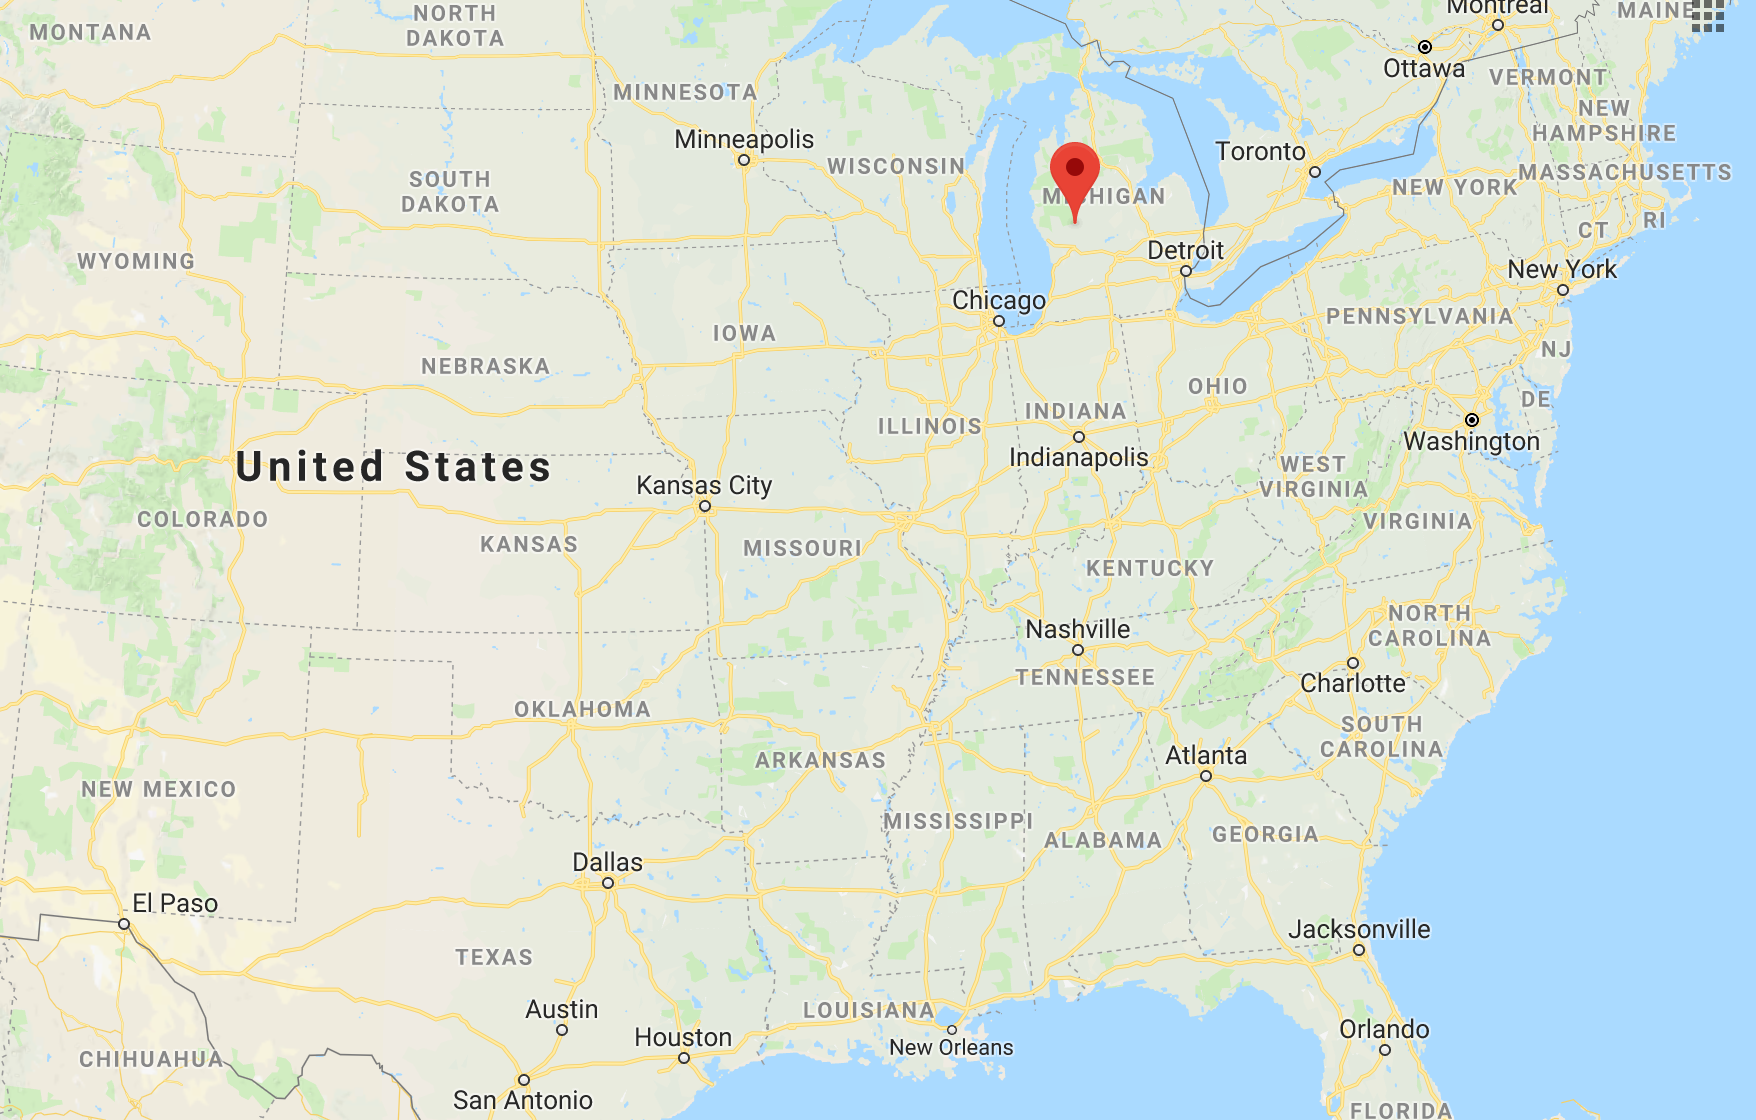 MONTANA
NORTH
DAKOTA
MINNESOTA
Minneapolis
WISCONSIN
SOUTH
DAKOTA
WYOMING
MICHIGAN
Montréal
Ottawa
MAINE
VERMONT
NEW
HAMPSHIRE
Toronto
NEW YORK
MASSACHUSETTS
CT
RI
Detroit
New York
Chicago
IOWA
NEBRASKA
PENNSYLVANIA
NJ
OHIO
DE
ILLINOIS
INDIANA
Indianapolis
Washington
United States
Kansas City
WEST
VIRGINIA
COLORADO
KANSAS
MISSOURI
VIRGINIA
KENTUCKY
Nashville
NORTH
CAROLINA
TENNESSEE
Charlotte
OKLAHOMA
SOUTH
CAROLINA
ARKANSAS
Atlanta
NEW MEXICO
MISSISSIPPI
ALABAMA
GEORGIA
Dallas
El Paso
Jacksonville
TEXAS
Austin
LOUISIANA
Houston
New Orleans
Orlando
CHIHUAHUA
San Antonio
FLORIDA